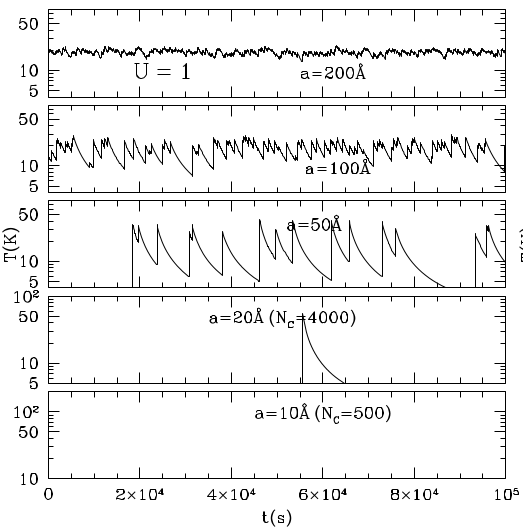 50
10
5
U = 1
a=200Å
50
10
5
a=100Å
50
10
5
a=50Å
T(K)
10²
50
10
5
a=20Å (N_C=4000)
10²
50
10
a=10Å (N_C=500)
0 2×10⁴ 4×10⁴ 6×10⁴ 8×10⁴ 10⁵
t(s)